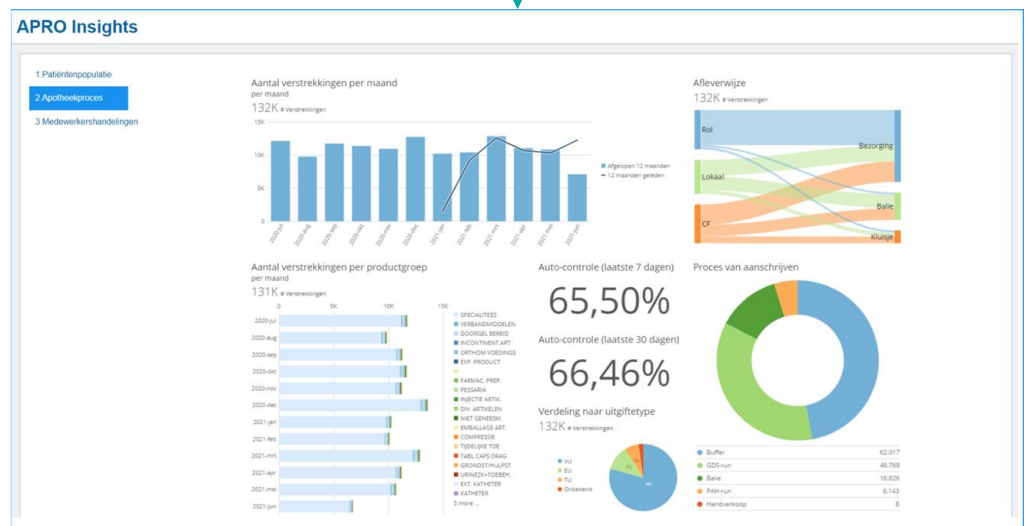 APRO Insights
1.Patiëntenpopulatie
2.Apotheekproces
3.Medewerkershandelingen
Aantal verstrekkingen per maand
per maand
132K # Verstrekkingen
15K
10K
5K
0
2020-jul
2020-aug
2020-sep
2020-okt
2020-nov
2020-dec
2021-jan
2021-feb
2021-mrt
2021-apr
2021-mei
2021-jun
Afgelopen 12 maanden
12 maanden geleden
Afleverwijze
132K # Verstrekkingen
Rol
Lokaal
CF
Bezorging
Balie
Kluisje
Aantal verstrekkingen per productgroep
per maand
131K # Verstrekkingen
0 5K 10K 15K
2020-jul
2020-aug
2020-sep
2020-okt
2020-nov
2020-dec
2021-jan
2021-feb
2021-mrt
2021-apr
2021-mei
2021-jun
SPECIALITEES
VERBANDMIDDELEN
DOORGEL BEREID
INCONTINENT.ART
ORTHOM VOEDINGS
EXP. PRODUCT
FARMAC. PREP.
PESSARIA
INJECTIE ARTIK.
DIV. ARTIKELEN
NIET GENEESM.
EMBALLAGE ART.
COMPRESSIE
TIJDELIJKE TOE
TABL CAPS DRAG
GRONDST/HULPST
URINEZK+TOEBEH.
EXT. KATHETER
KATHETER
5 more ...
Auto-controle (laatste 7 dagen)
65,50%
Auto-controle (laatste 30 dagen)
66,46%
Verdeling naar uitgiftetype
132K # Verstrekkingen
VU
EU
TU
Onbekend
Proces van aanschrijven
Buffer 62.017
GDS-run 46.769
Balie 16.626
PAH-run 6.143
Handverkoop 8